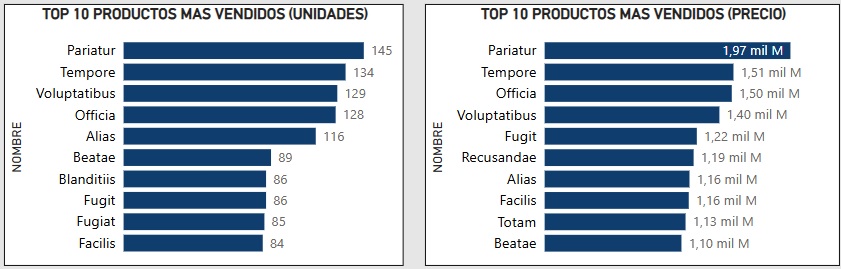 TOP 10 PRODUCTOS MAS VENDIDOS (UNIDADES)
NOMBRE
Pariatur 145
Tempore 134
Voluptatibus 129
Officia 128
Alias 116
Beatae 89
Blanditiis 86
Fugit 86
Fugiat 85
Facilis 84
TOP 10 PRODUCTOS MAS VENDIDOS (PRECIO)
NOMBRE
Pariatur 1,97 mil M
Tempore 1,51 mil M
Officia 1,50 mil M
Voluptatibus 1,40 mil M
Fugit 1,22 mil M
Recusandae 1,19 mil M
Alias 1,16 mil M
Facilis 1,16 mil M
Totam 1,13 mil M
Beatae 1,10 mil M